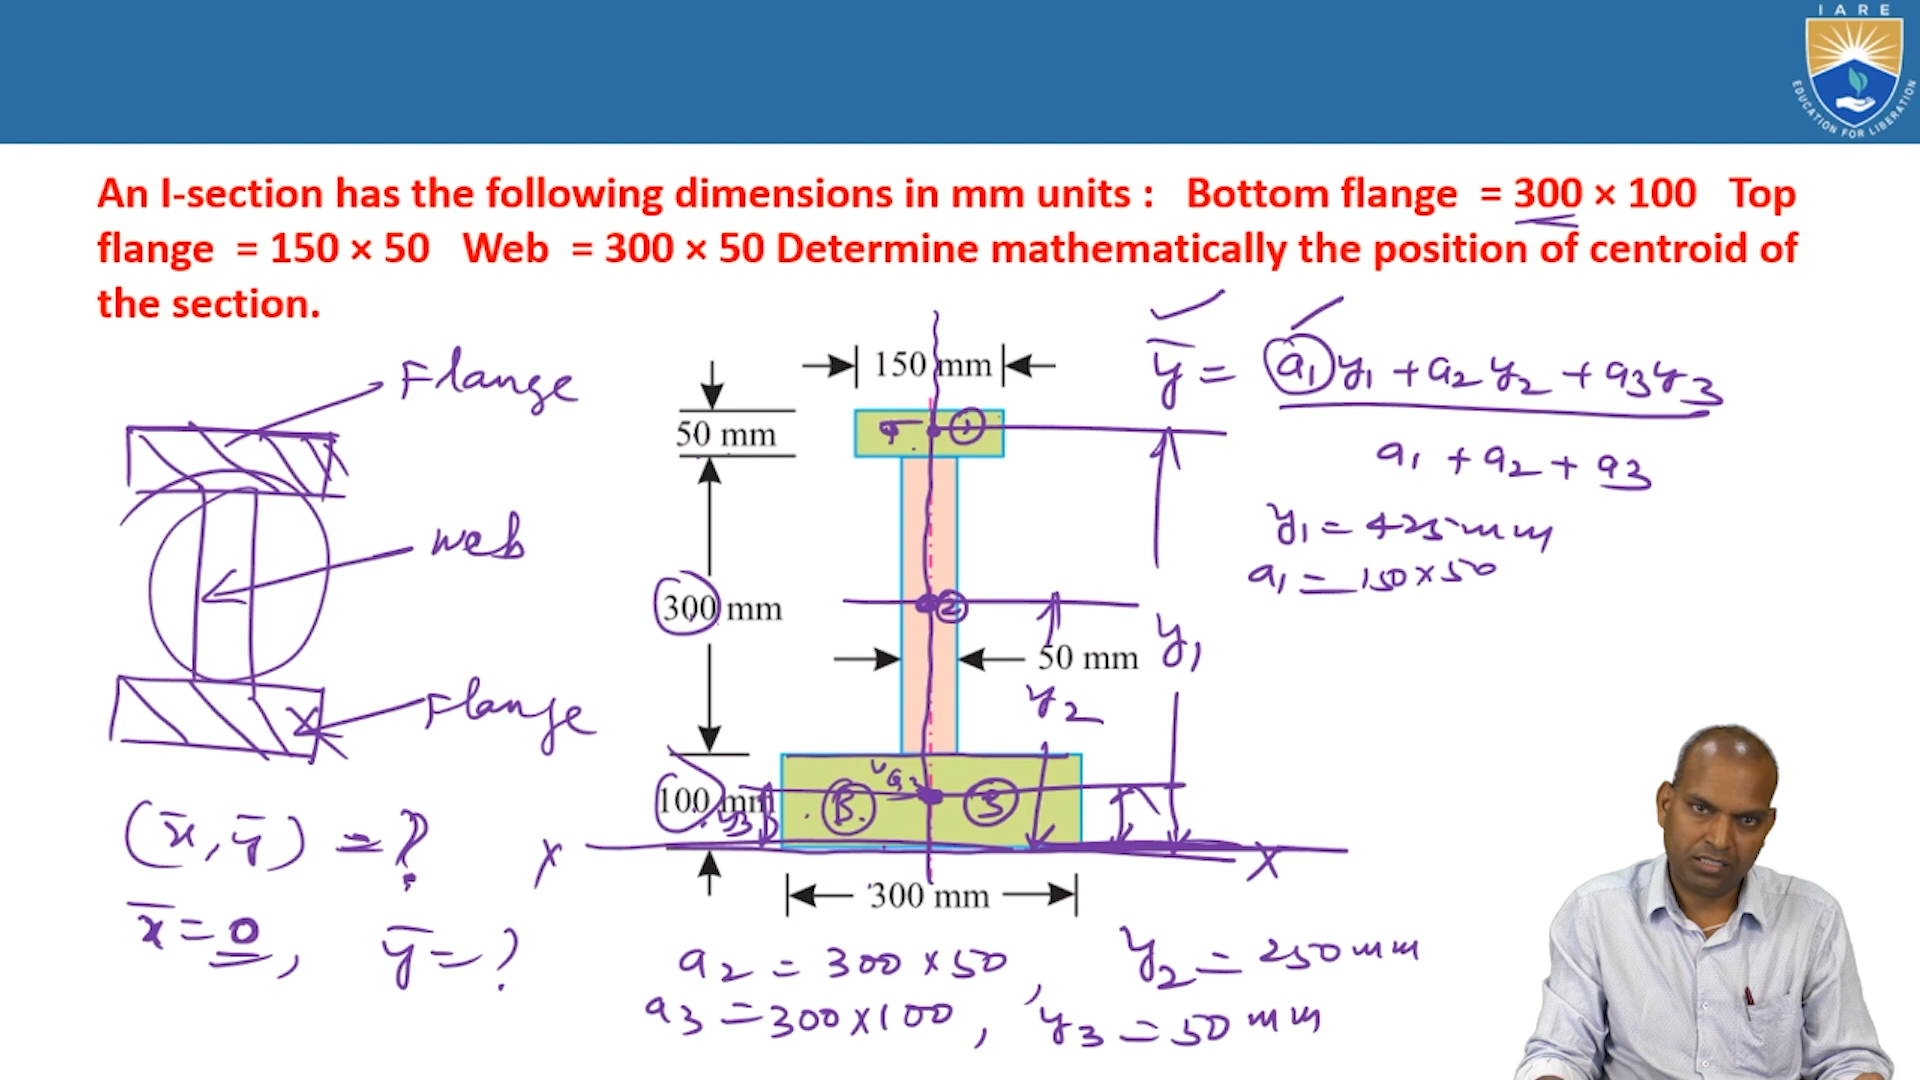 IARE
EDUCATION FOR LIBERATION
An I-section has the following dimensions in mm units : Bottom flange = 300 × 100 Top
flange = 150 × 50 Web = 300 × 50 Determine mathematically the position of centroid of
the section.
Flange
web
Flange
(x̄, ȳ) = ?
x̄ = 0, ȳ = ?
150 mm
50 mm
300 mm
50 mm
100 mm
300 mm
1
2
B
3
y₁
y₂
y₃
X
X
ȳ = a₁y₁ + a₂y₂ + a₃y₃
a₁ + a₂ + a₃
y₁ = 425 mm
a₁ = 150 × 50
a₂ = 300 × 50, y₂ = 250 mm
a₃ = 300 × 100, y₃ = 50 mm